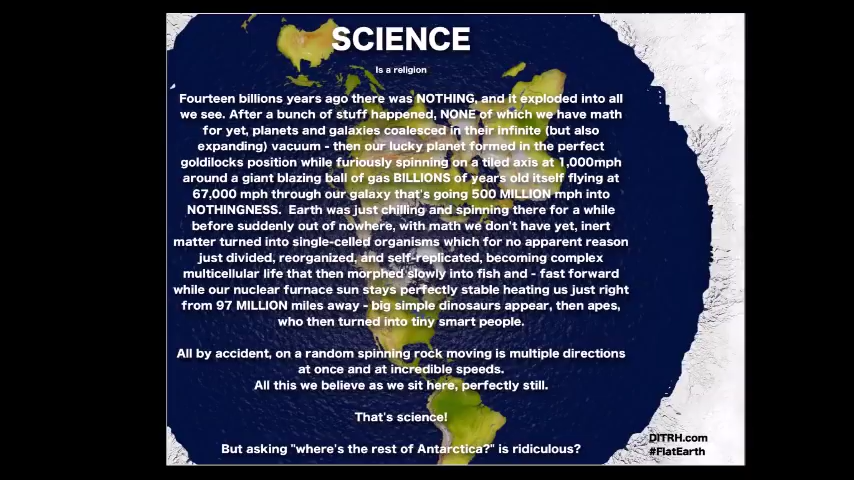 SCIENCE
Is a religion
Fourteen billions years ago there was NOTHING, and it exploded into all
we see. After a bunch of stuff happened, NONE of which we have math
for yet, planets and galaxies coalesced in their infinite (but also
expanding) vacuum - then our lucky planet formed in the perfect
goldilocks position while furiously spinning on a tiled axis at 1,000mph
around a giant blazing ball of gas BILLIONS of years old itself flying at
67,000 mph through our galaxy that's going 500 MILLION mph into
NOTHINGNESS. Earth was just chilling and spinning there for a while
before suddenly out of nowhere, with math we don't have yet, inert
matter turned into single-celled organisms which for no apparent reason
just divided, reorganized, and self-replicated, becoming complex
multicellular life that then morphed slowly into fish and - fast forward
while our nuclear furnace sun stays perfectly stable heating us just right
from 97 MILLION miles away - big simple dinosaurs appear, then apes,
who then turned into tiny smart people.
All by accident, on a random spinning rock moving is multiple directions
at once and at incredible speeds.
All this we believe as we sit here, perfectly still.
That's science!
But asking "where's the rest of Antarctica?" is ridiculous?
DITRH.com
#FlatEarth